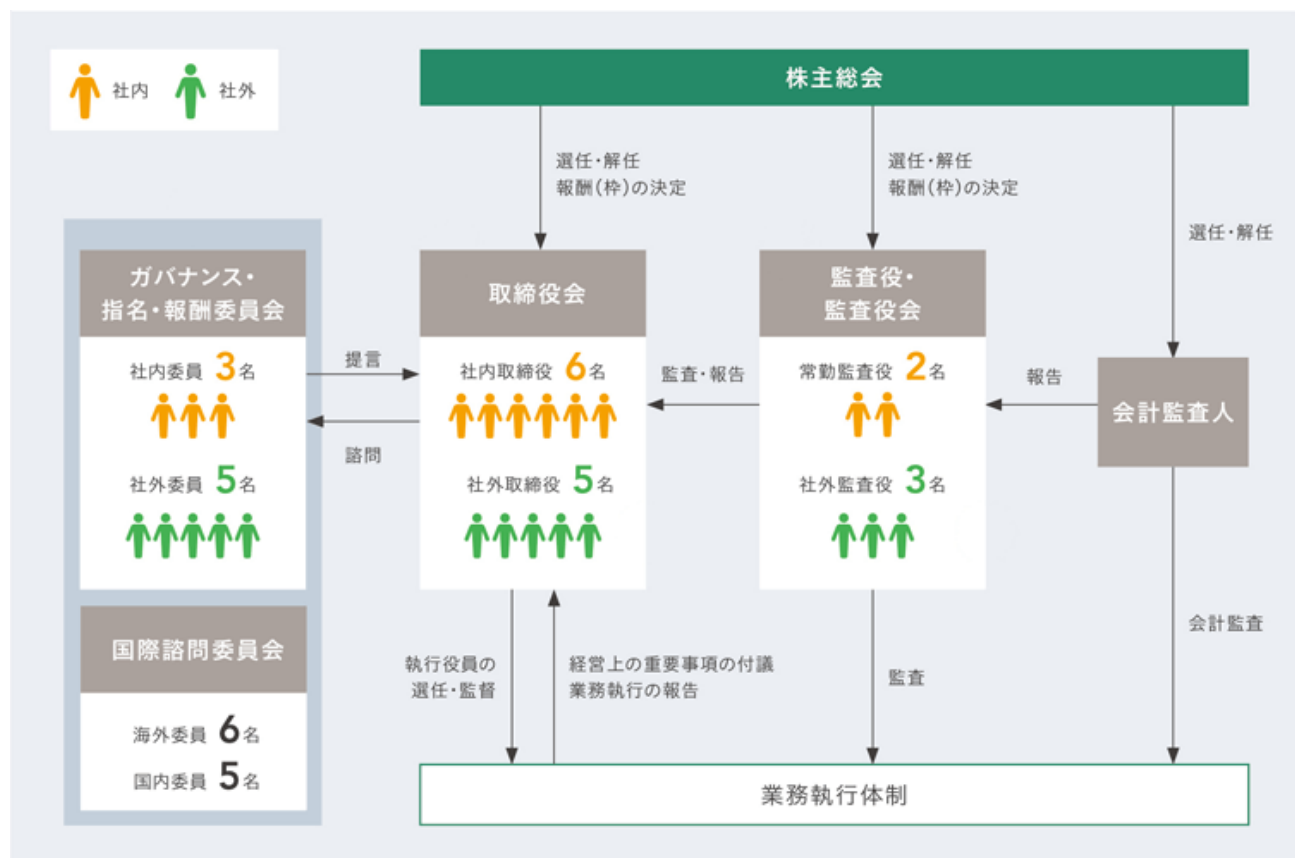 社内
社外
株主総会
選任・解任
報酬(枠)の決定
選任・解任
報酬(枠)の決定
選任・解任
ガバナンス・
指名・報酬委員会
社内委員 3名
社外委員 5名
提言
諮問
取締役会
社内取締役 6名
社外取締役 5名
監査・報告
監査役・
監査役会
常勤監査役 2名
社外監査役 3名
報告
会計監査人
国際諮問委員会
海外委員 6名
国内委員 5名
執行役員の
選任・監督
経営上の重要事項の付議
業務執行の報告
監査
会計監査
業務執行体制